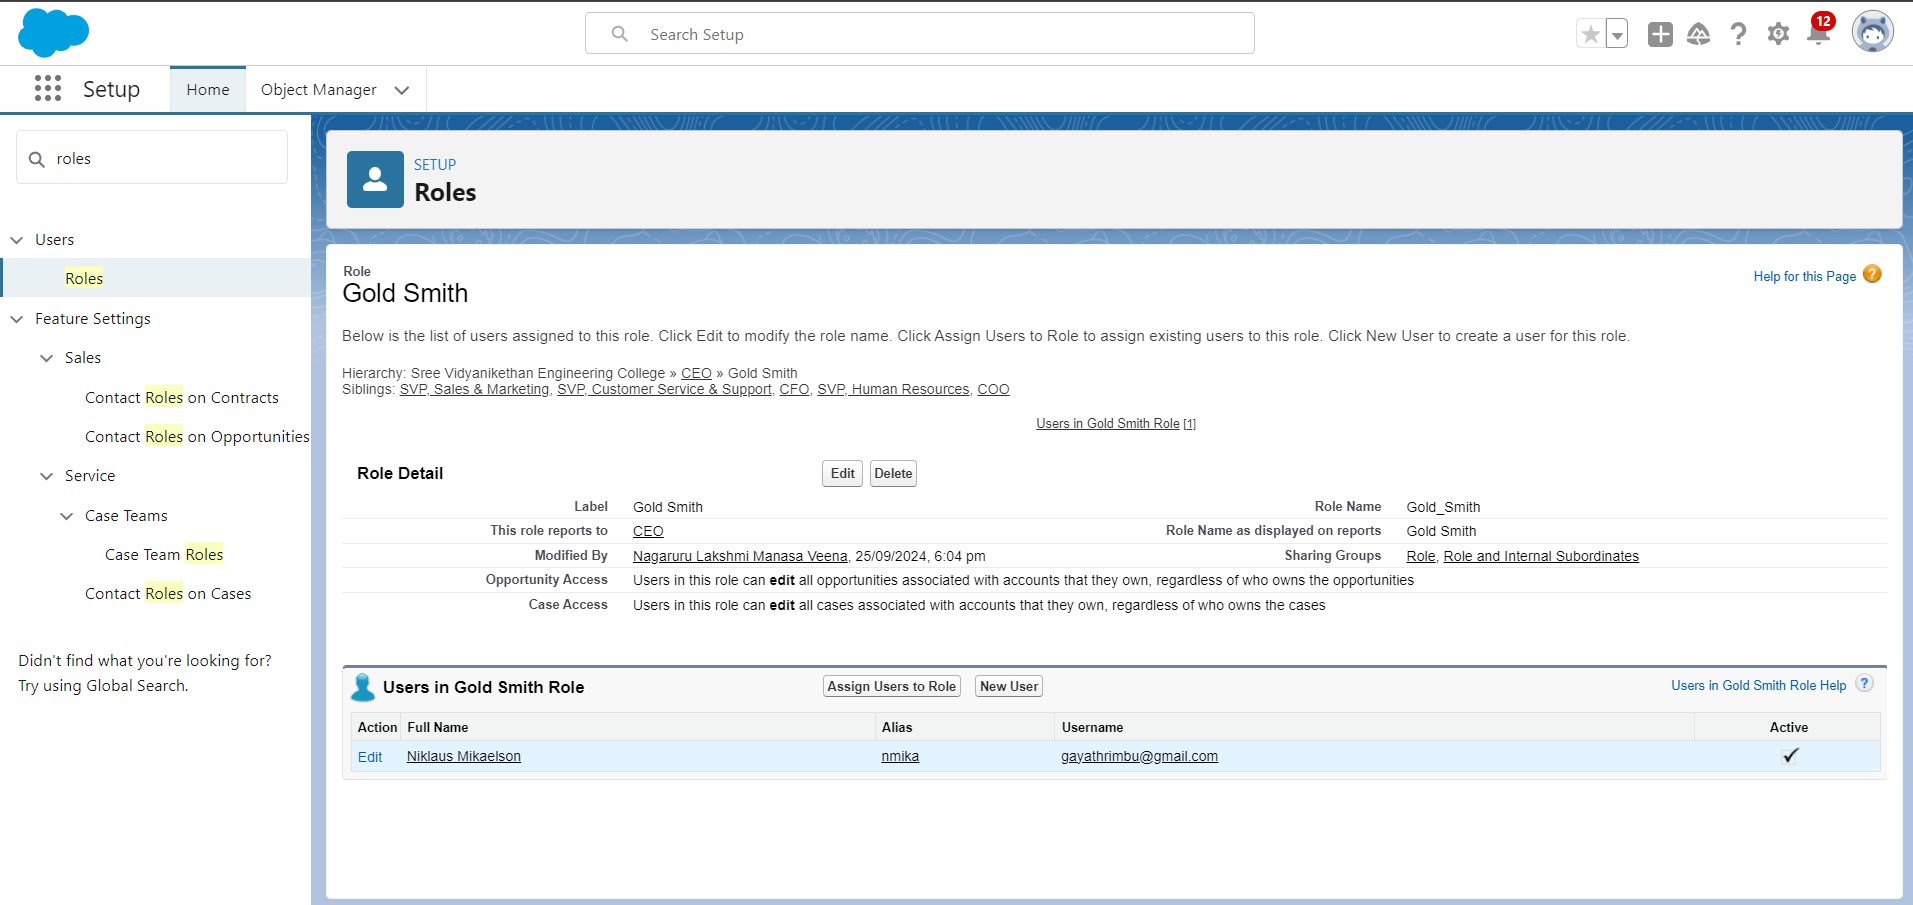 Search Setup
12
Setup
Home
Object Manager
roles
Users
Roles
Feature Settings
Sales
Contact Roles on Contracts
Contact Roles on Opportunities
Service
Case Teams
Case Team Roles
Contact Roles on Cases
Didn't find what you're looking for?
Try using Global Search.
SETUP
Roles
Role
Gold Smith
Help for this Page ?
Below is the list of users assigned to this role. Click Edit to modify the role name. Click Assign Users to Role to assign existing users to this role. Click New User to create a user for this role.
Hierarchy: Sree Vidyanikethan Engineering College » CEO » Gold Smith
Siblings: SVP, Sales & Marketing, SVP, Customer Service & Support, CFO, SVP, Human Resources, COO
Users in Gold Smith Role [1]
Role Detail Edit Delete
Label Gold Smith Role Name Gold_Smith
This role reports to CEO Role Name as displayed on reports Gold Smith
Modified By Nagaruru Lakshmi Manasa Veena, 25/09/2024, 6:04 pm Sharing Groups Role, Role and Internal Subordinates
Opportunity Access Users in this role can edit all opportunities associated with accounts that they own, regardless of who owns the opportunities
Case Access Users in this role can edit all cases associated with accounts that they own, regardless of who owns the cases
Users in Gold Smith Role Assign Users to Role New User Users in Gold Smith Role Help ?
Action Full Name Alias Username Active
Edit Niklaus Mikaelson nmika gayathrimbu@gmail.com